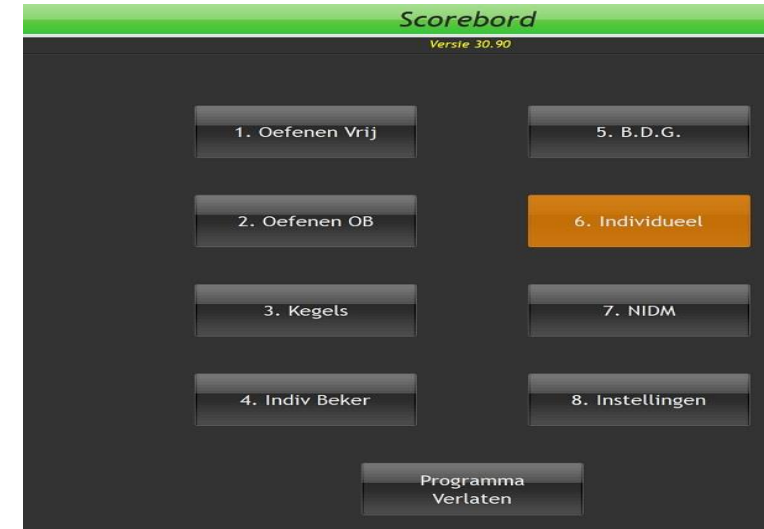 Scorebord
Versie 30.90
1. Oefenen Vrij
5. B.D.G.
2. Oefenen OB
6. Individueel
3. Kegels
7. NIDM
4. Indiv Beker
8. Instellingen
Programma
Verlaten